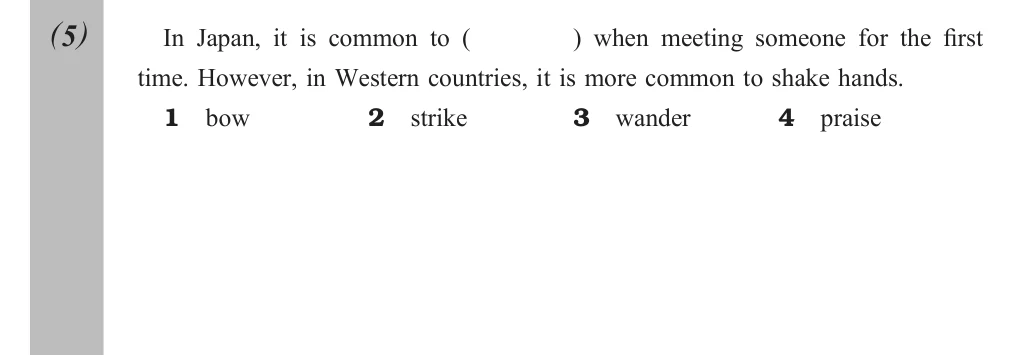 (5) In Japan, it is common to ( ) when meeting someone for the first
time. However, in Western countries, it is more common to shake hands.
1 bow 2 strike 3 wander 4 praise